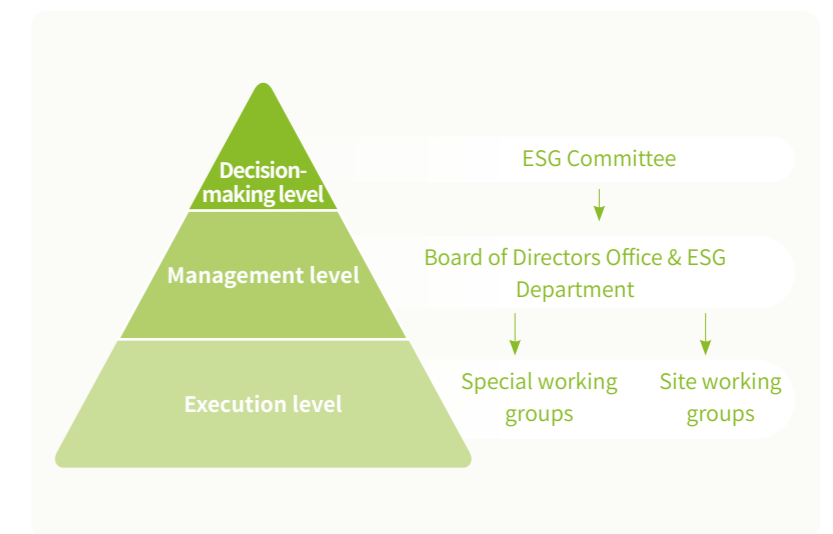 Decision-
making level
ESG Committee
Management level
Board of Directors Office & ESG
Department
Execution level
Special working
groups
Site working
groups